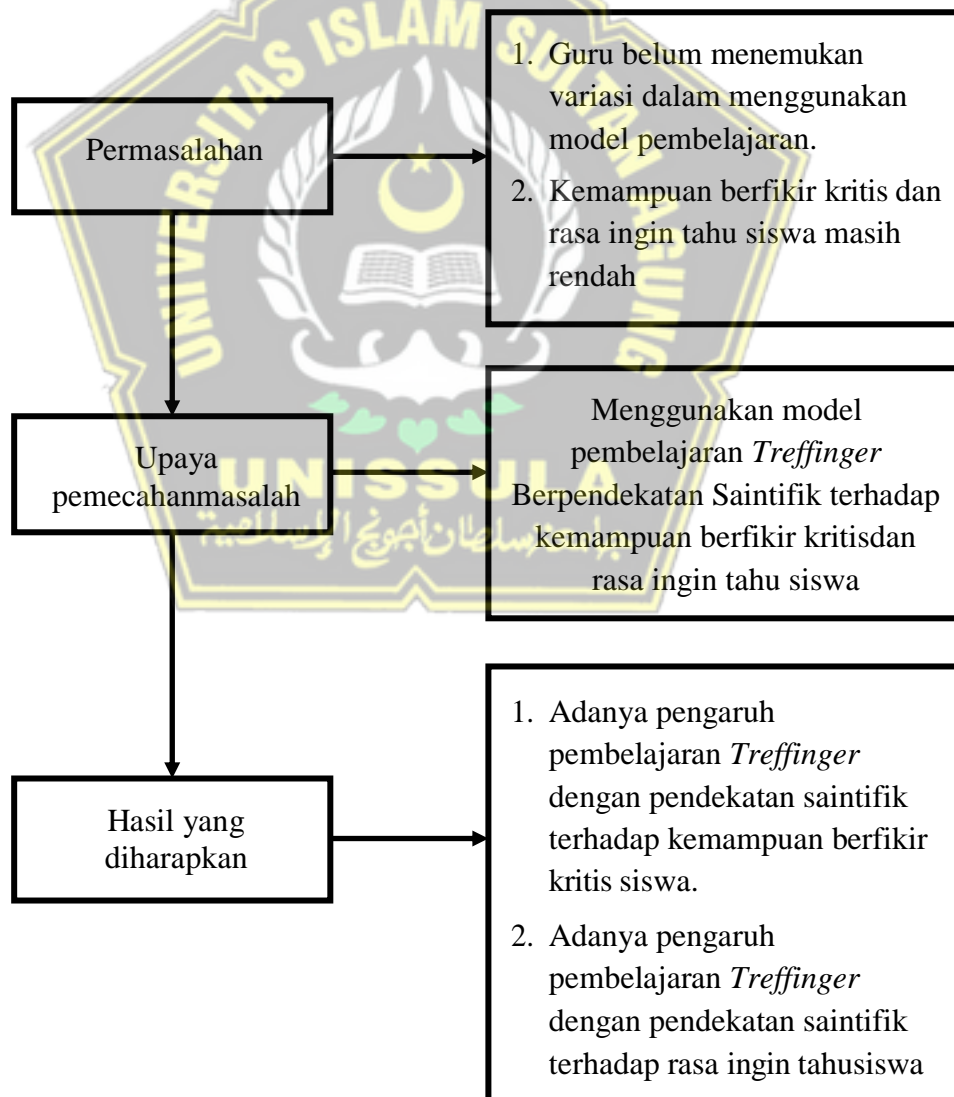 UNIVERSITAS ISLAM SULTAN AGUNG
Permasalahan
1. Guru belum menemukan
variasi dalam menggunakan
model pembelajaran.
2. Kemampuan berfikir kritis dan
rasa ingin tahu siswa masih
rendah
Upaya
pemecahanmasalah
Menggunakan model
pembelajaran Treffinger
Berpendekatan Saintifik terhadap
kemampuan berfikir kritisdan
rasa ingin tahu siswa
UNISSULA
جامعتسلطان أجونج الإسلامية
Hasil yang
diharapkan
1. Adanya pengaruh
pembelajaran Treffinger
dengan pendekatan saintifik
terhadap kemampuan berfikir
kritis siswa.
2. Adanya pengaruh
pembelajaran Treffinger
dengan pendekatan saintifik
terhadap rasa ingin tahusiswa